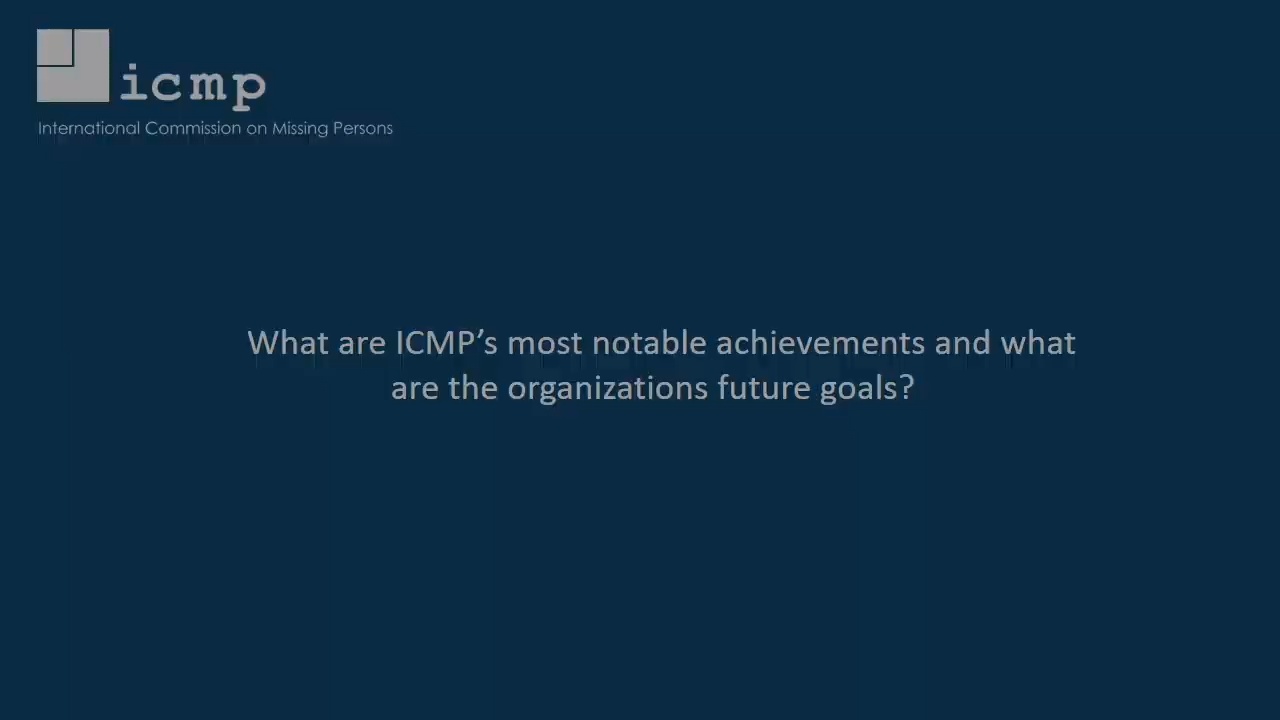 icmp
International Commission on Missing Persons
What are ICMP’s most notable achievements and what
are the organizations future goals?